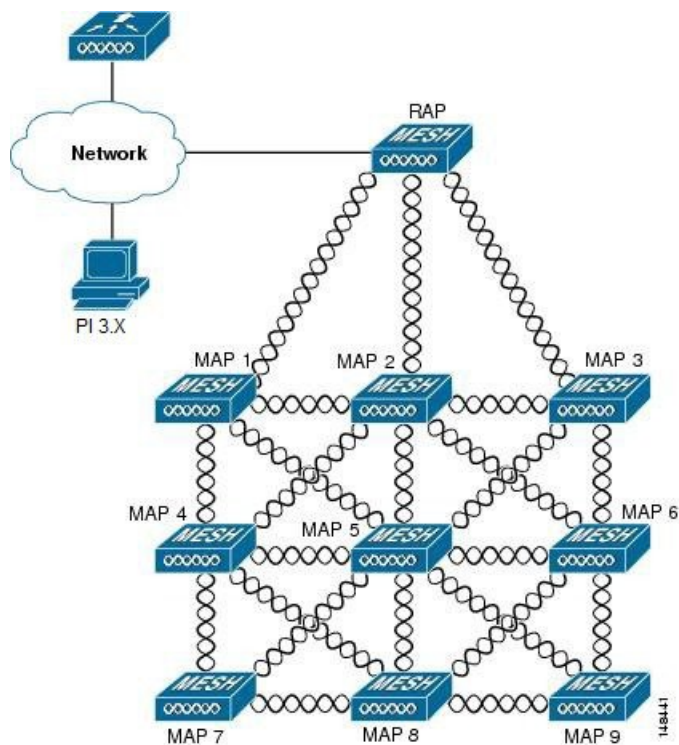 RAP
MESH
Network
PI 3.X
MAP 1
MAP 2
MAP 3
MESH
MESH
MESH
MAP 4
MAP 5
MAP 6
MESH
MESH
MESH
MESH
MESH
MESH
MAP 7
MAP 8
MAP 9
148441